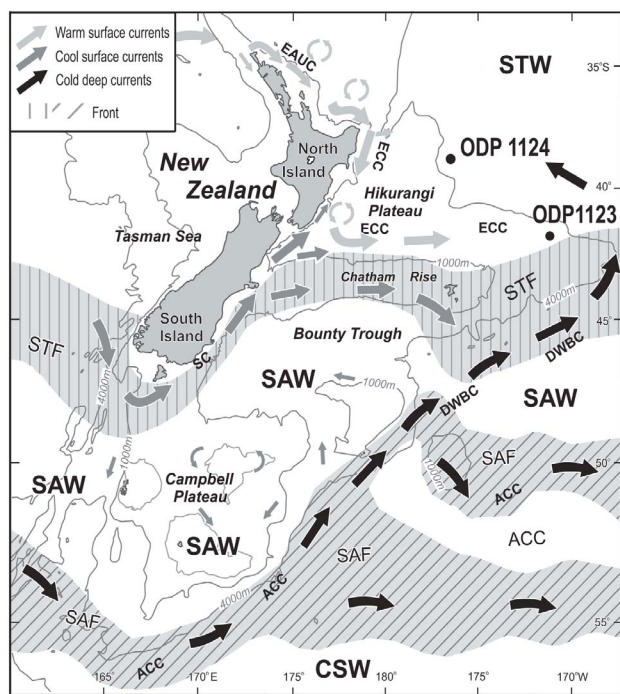 Warm surface currents
Cool surface currents
Cold deep currents
Front
EAUC
STW
35°S
North
Island
ECC
ODP 1124
New
Zealand
Hikurangi
Plateau
40°
ODP1123
Tasman Sea
ECC
ECC
1000m
Chatham Rise
STF
4000m
South
Island
45°
STF
4000m
SC
Bounty Trough
DWBC
SAW
1000m
DWBC
SAW
1000m
SAF
50°
SAW
Campbell
Plateau
1000m
ACC
SAW
SAF
ACC
4000m
ACC
SAF
55°
ACC
CSW
165°
170°E
175°
180°
175°
170°W